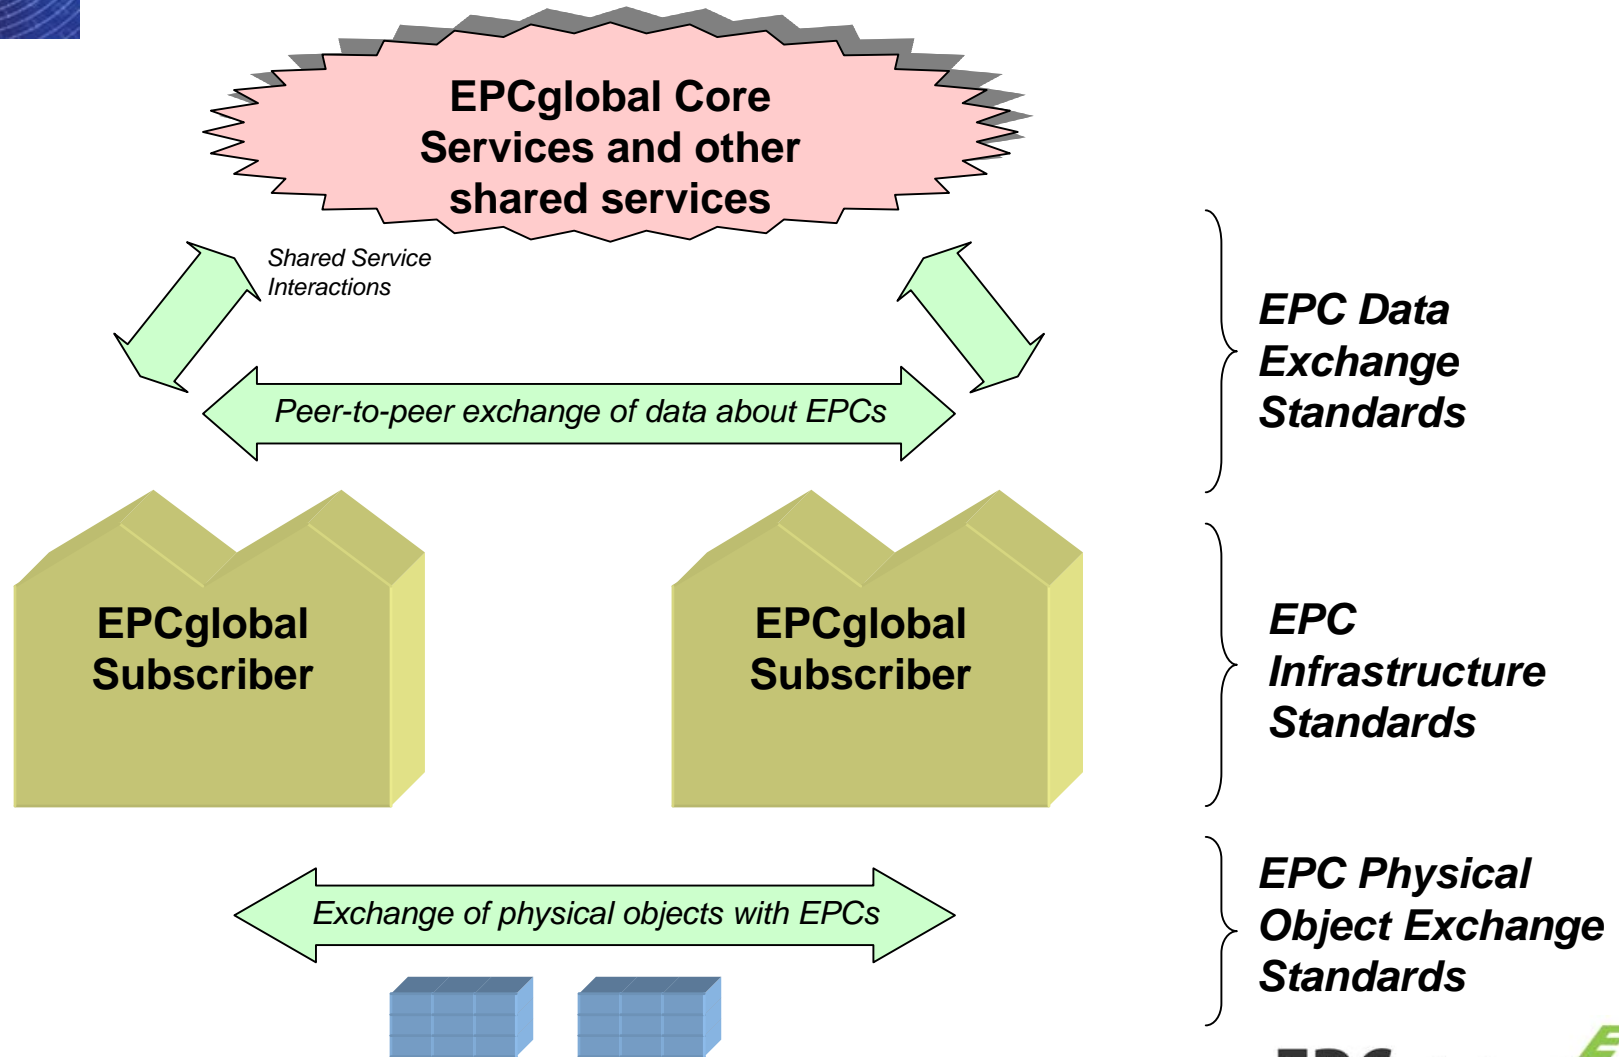 EPCglobal Core
Services and other
shared services
Shared Service
Interactions
Peer-to-peer exchange of data about EPCs
EPC Data
Exchange
Standards
EPCglobal
Subscriber
EPCglobal
Subscriber
EPC
Infrastructure
Standards
Exchange of physical objects with EPCs
EPC Physical
Object Exchange
Standards